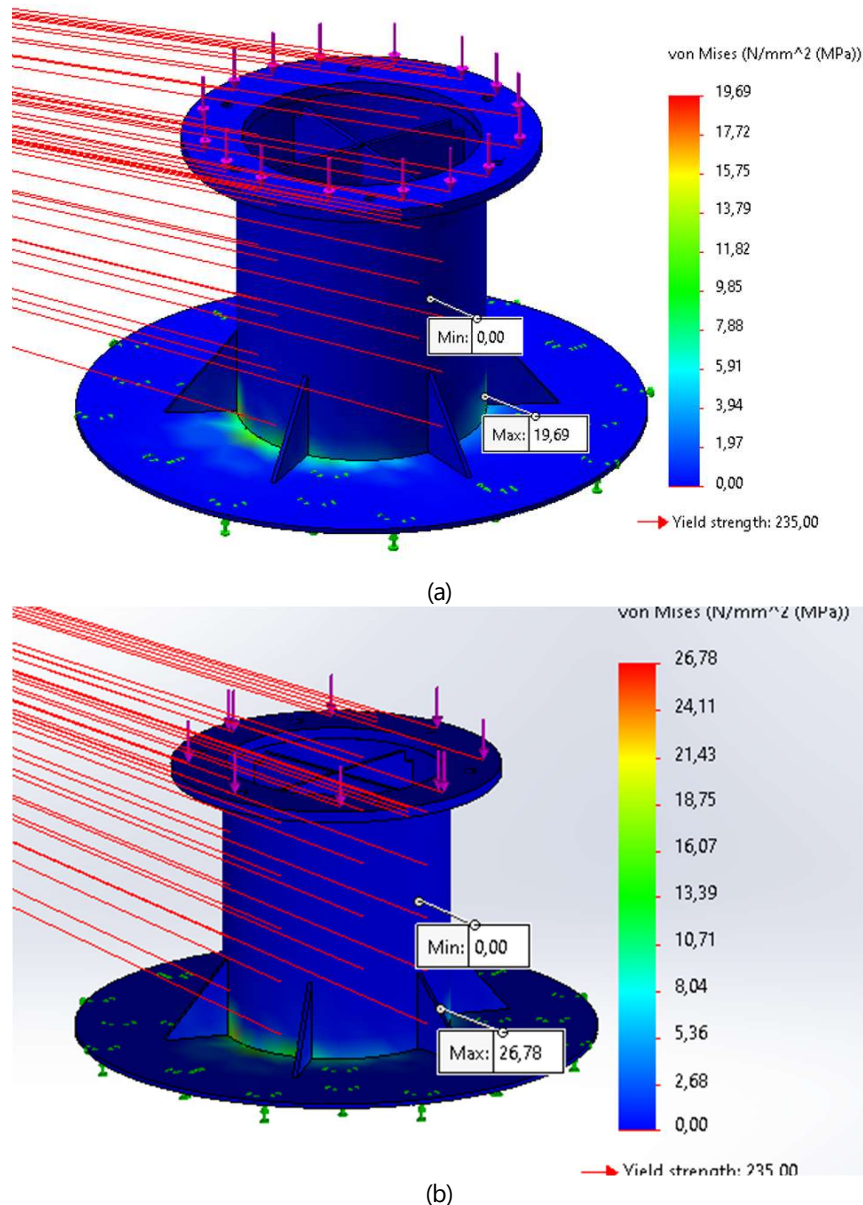 von Mises (N/mm^2 (MPa))
19,69
17,72
15,75
13,79
11,82
9,85
7,88
5,91
3,94
1,97
0,00
Yield strength: 235,00
Min: 0,00
Max: 19,69
(a)
von Mises (N/mm^2 (MPa))
26,78
24,11
21,43
18,75
16,07
13,39
10,71
8,04
5,36
2,68
0,00
Yield strength: 235,00
Min: 0,00
Max: 26,78
(b)